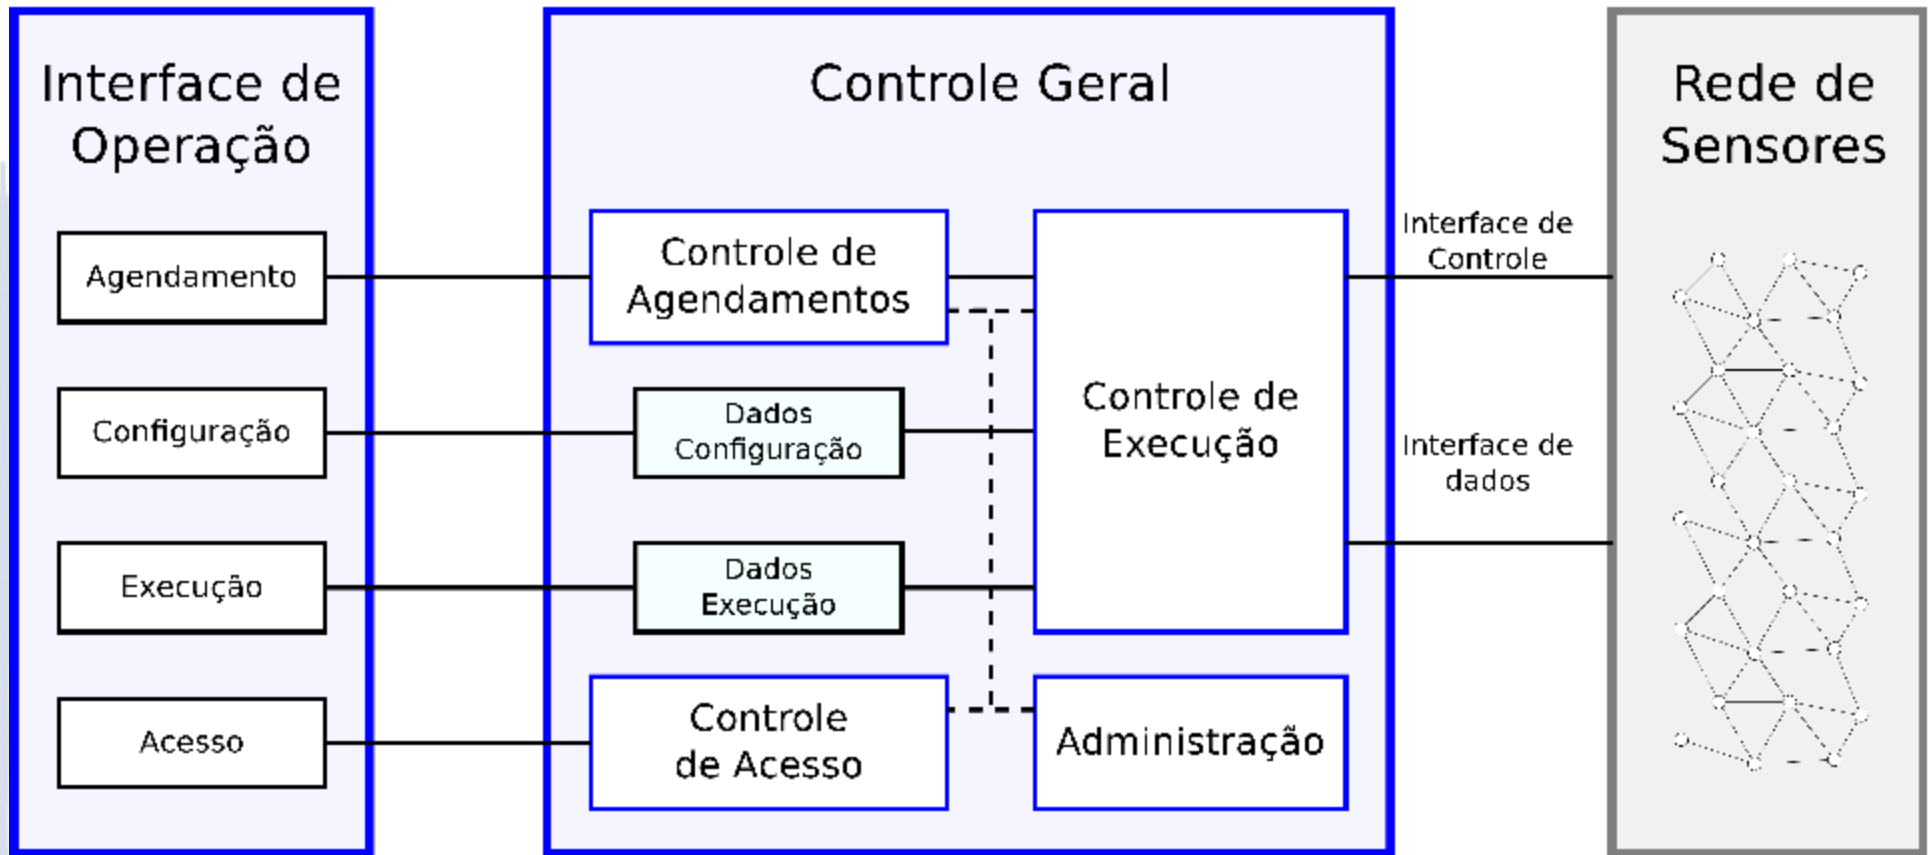 Interface de
Operação
Agendamento
Configuração
Execução
Acesso
Controle Geral
Controle de
Agendamentos
Dados
Configuração
Dados
Execução
Controle
de Acesso
Controle de
Execução
Administração
Interface de
Controle
Interface de
dados
Rede de
Sensores